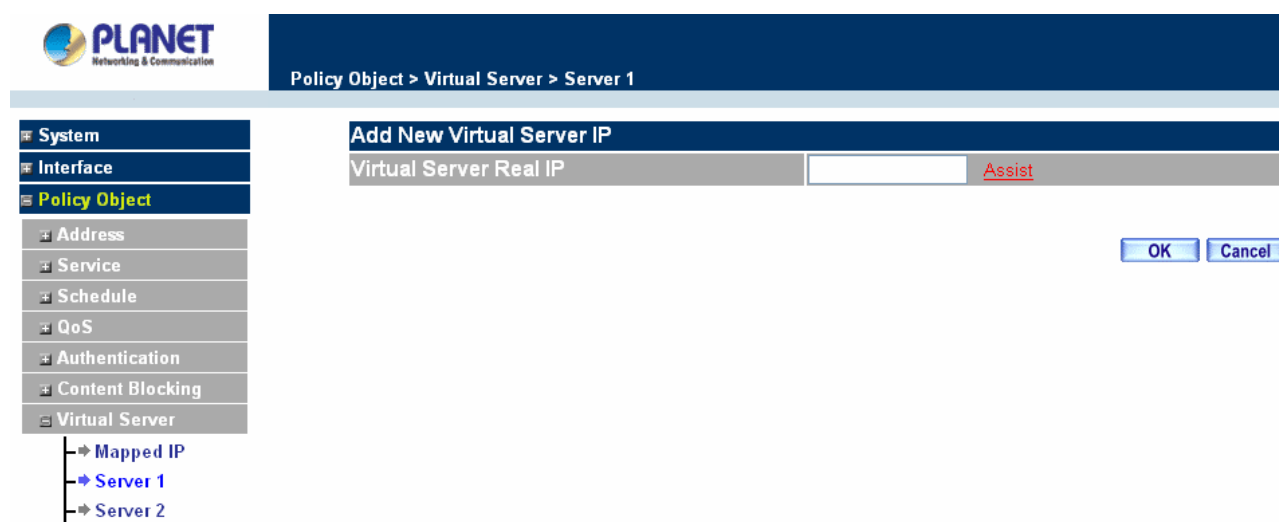 PLANET
Networking & Communication
Policy Object > Virtual Server > Server 1
System
Interface
Policy Object
Address
Service
Schedule
QoS
Authentication
Content Blocking
Virtual Server
Mapped IP
Server 1
Server 2
Add New Virtual Server IP
Virtual Server Real IP
Assist
OK
Cancel